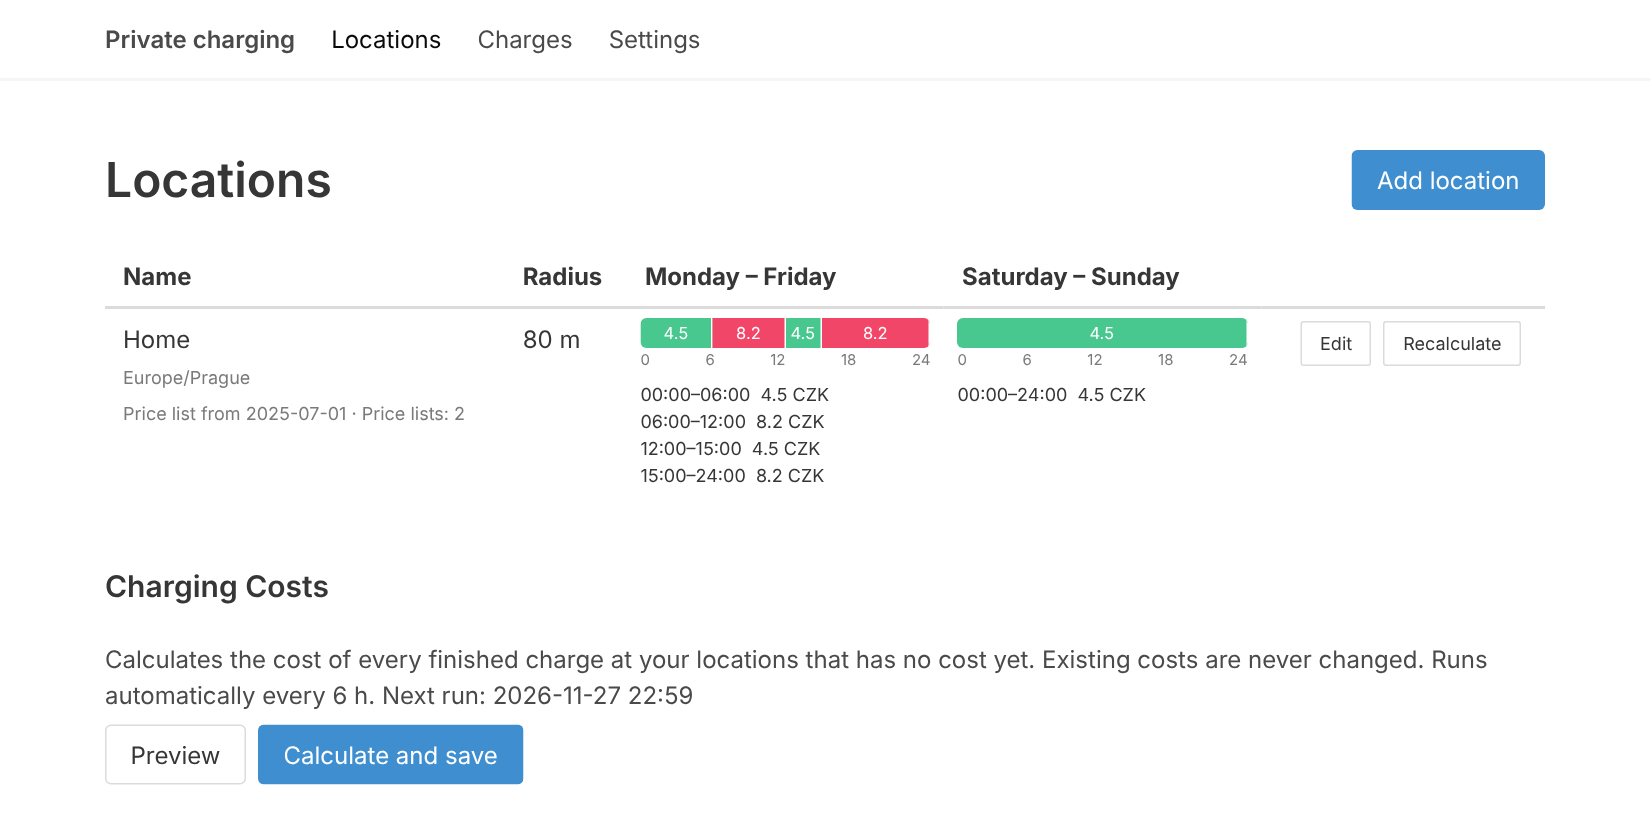 Private charging Locations Charges Settings
Locations
Add location
Name Radius Monday – Friday Saturday – Sunday
Home 80 m 4.5 8.2 4.5 8.2 4.5 Edit Recalculate
0 6 12 18 24 0 6 12 18 24
Europe/Prague
00:00–06:00 4.5 CZK 00:00–24:00 4.5 CZK
Price list from 2025-07-01 · Price lists: 2
06:00–12:00 8.2 CZK
12:00–15:00 4.5 CZK
15:00–24:00 8.2 CZK
Charging Costs
Calculates the cost of every finished charge at your locations that has no cost yet. Existing costs are never changed. Runs
automatically every 6 h. Next run: 2026-11-27 22:59
Preview Calculate and save